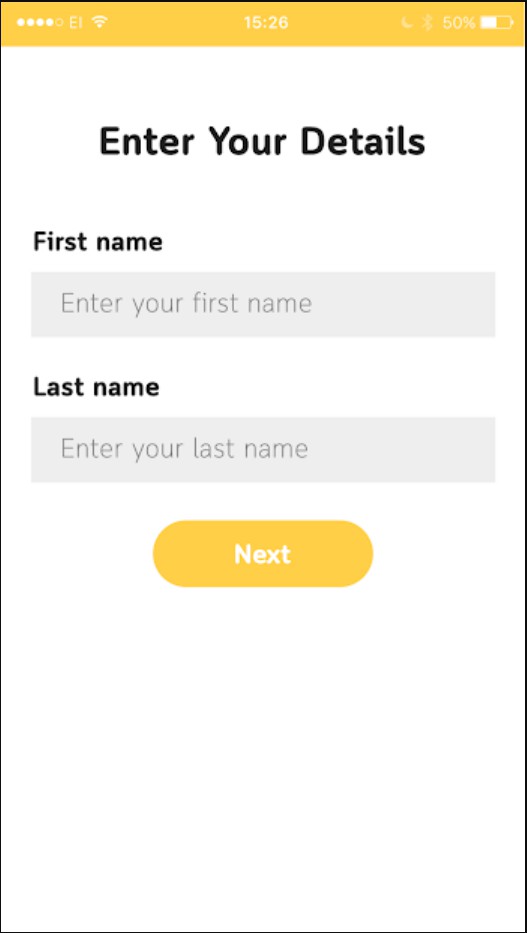 EI 15:26 50%
Enter Your Details
First name
Enter your first name
Last name
Enter your last name
Next